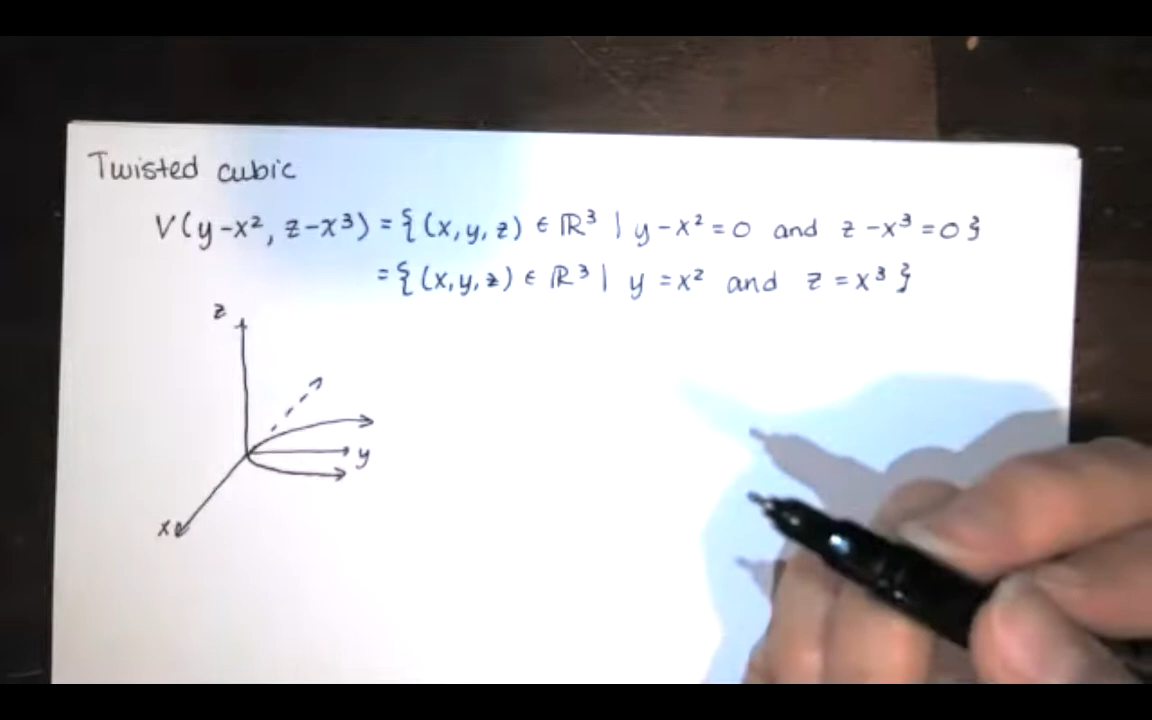 Twisted cubic
V(y-x², z-x³) = {(x,y,z) ∈ ℝ³ | y-x²=0 and z-x³=0}
= {(x,y,z) ∈ ℝ³ | y=x² and z=x³}
z
y
x